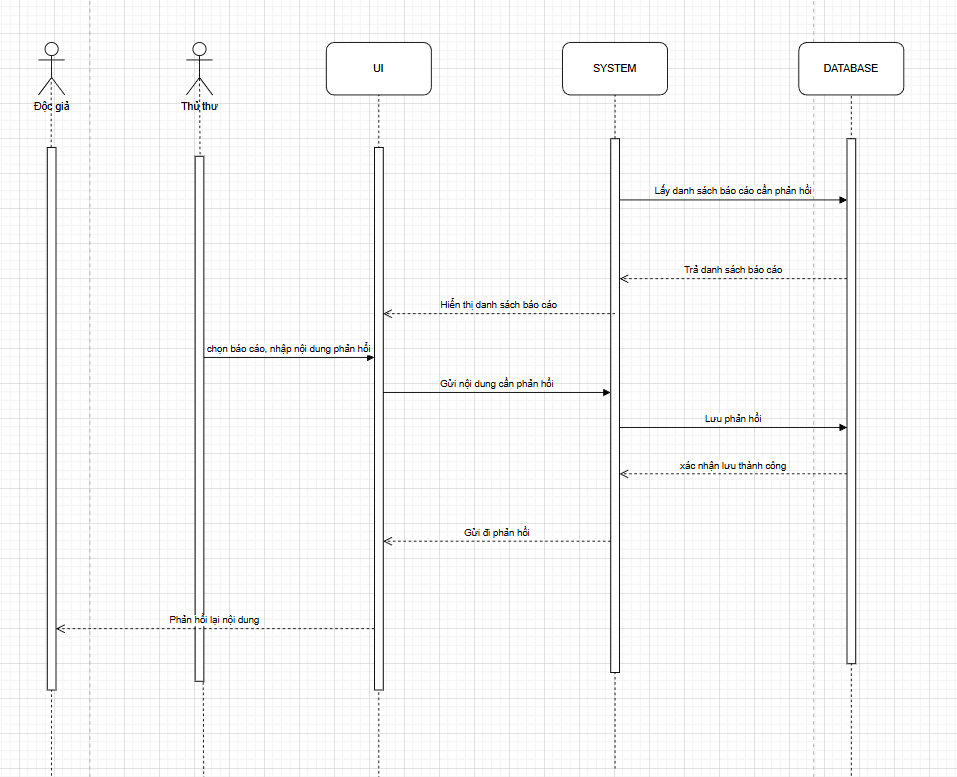 Độc giả
Thủ thư
UI
SYSTEM
DATABASE
Lấy danh sách báo cáo cần phản hồi
Trả danh sách báo cáo
Hiển thị danh sách báo cáo
chọn báo cáo, nhập nội dung phản hồi
Gửi nội dung cần phản hồi
Lưu phản hồi
xác nhận lưu thành công
Gửi đi phản hồi
Phản hồi lại nội dung